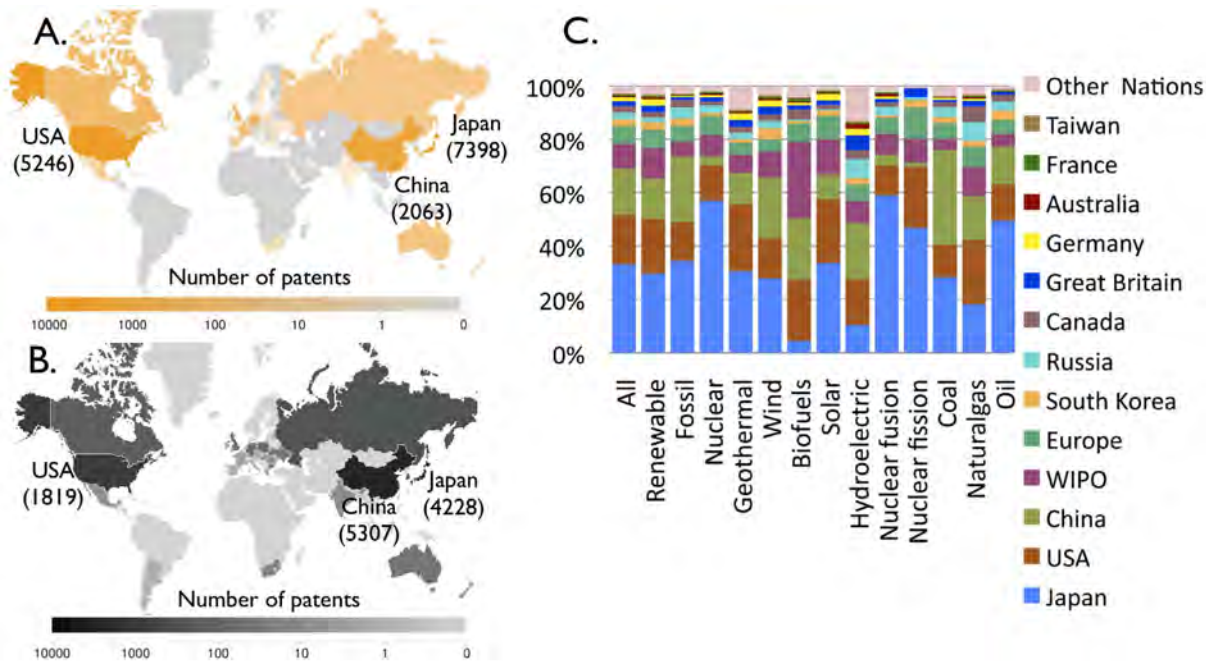 A.
USA
(5246)
Japan
(7398)
China
(2063)
Number of patents
10000 1000 100 10 1 0
B.
USA
(1819)
Japan
(4228)
China
(5307)
Number of patents
10000 1000 100 10 1 0
C.
100%
80%
60%
40%
20%
0%
All
Renewable
Fossil
Nuclear
Geothermal
Wind
Biofuels
Solar
Hydroelectric
Nuclear fusion
Nuclear fission
Coal
Naturalgas
Oil
Other Nations
Taiwan
France
Australia
Germany
Great Britain
Canada
Russia
South Korea
Europe
WIPO
China
USA
Japan